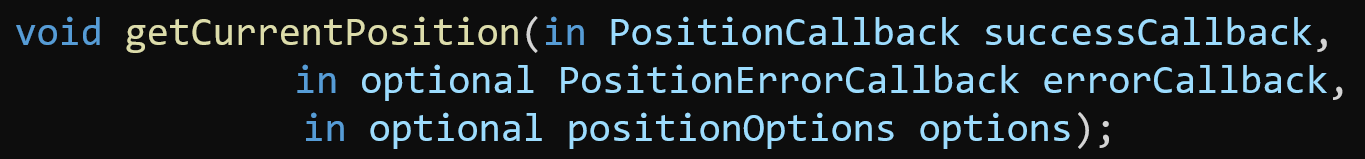 void getCurrentPosition(in PositionCallback successCallback,
in optional PositionErrorCallback errorCallback,
in optional positionOptions options);